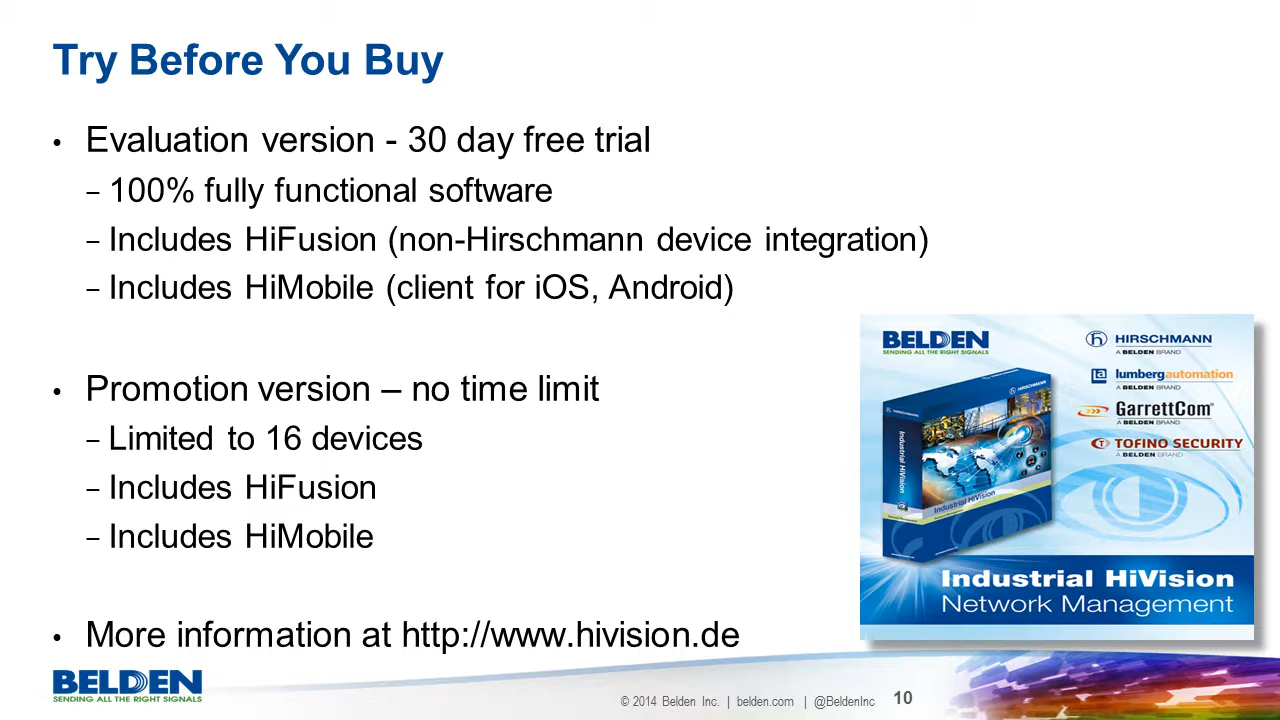 Try Before You Buy
• Evaluation version - 30 day free trial
– 100% fully functional software
– Includes HiFusion (non-Hirschmann device integration)
– Includes HiMobile (client for iOS, Android)
• Promotion version – no time limit
– Limited to 16 devices
– Includes HiFusion
– Includes HiMobile
• More information at http://www.hivision.de
BELDEN
SENDING ALL THE RIGHT SIGNALS
HIRSCHMANN
A BELDEN BRAND
lumbergautomation
A BELDEN BRAND
GarrettCom®
A BELDEN BRAND
TOFINO SECURITY
A BELDEN BRAND
HIRSCHMANN
HIRSCHMANN
Industrial HiVision
Industrial HiVision
Industrial HiVision
Network Management
BELDEN
SENDING ALL THE RIGHT SIGNALS
© 2014 Belden Inc. | belden.com | @BeldenInc
10